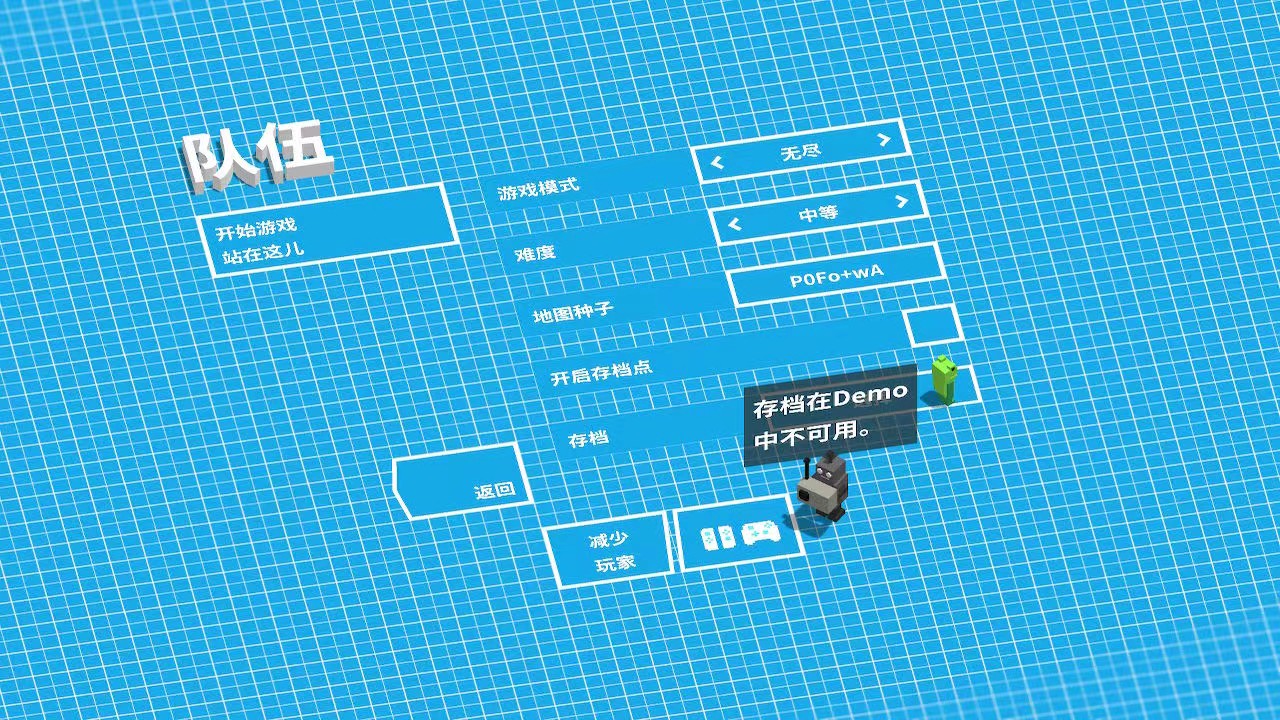 队伍
开始游戏
站在这儿
游戏模式
无尽
难度
中等
地图种子
P0Fo+wA
开启存档点
存档
存档在Demo
中不可用。
返回
减少
玩家